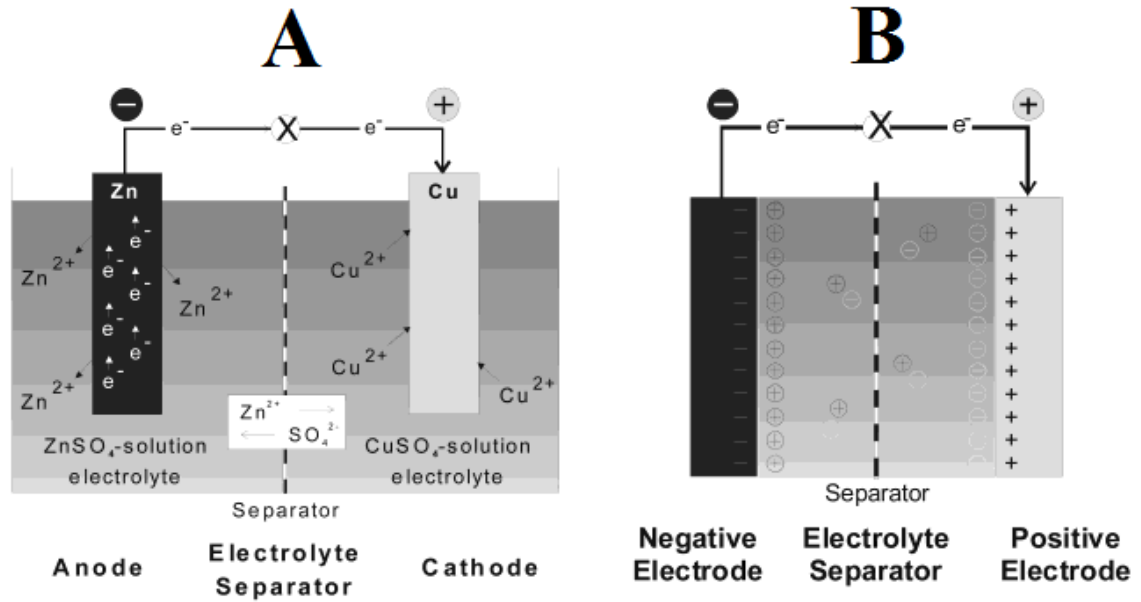 A
B
−
+
−
+
e⁻
X
e⁻
e⁻
X
e⁻
Zn
Cu
e⁻
e⁻
e⁻
e⁻
e⁻
e⁻
Zn²⁺
Zn²⁺
Zn²⁺
Cu²⁺
Cu²⁺
Cu²⁺
Zn²⁺
SO₄²⁻
ZnSO₄-solution
electrolyte
CuSO₄-solution
electrolyte
Separator
Anode
Electrolyte
Separator
Cathode
Separator
Negative
Electrode
Electrolyte
Separator
Positive
Electrode